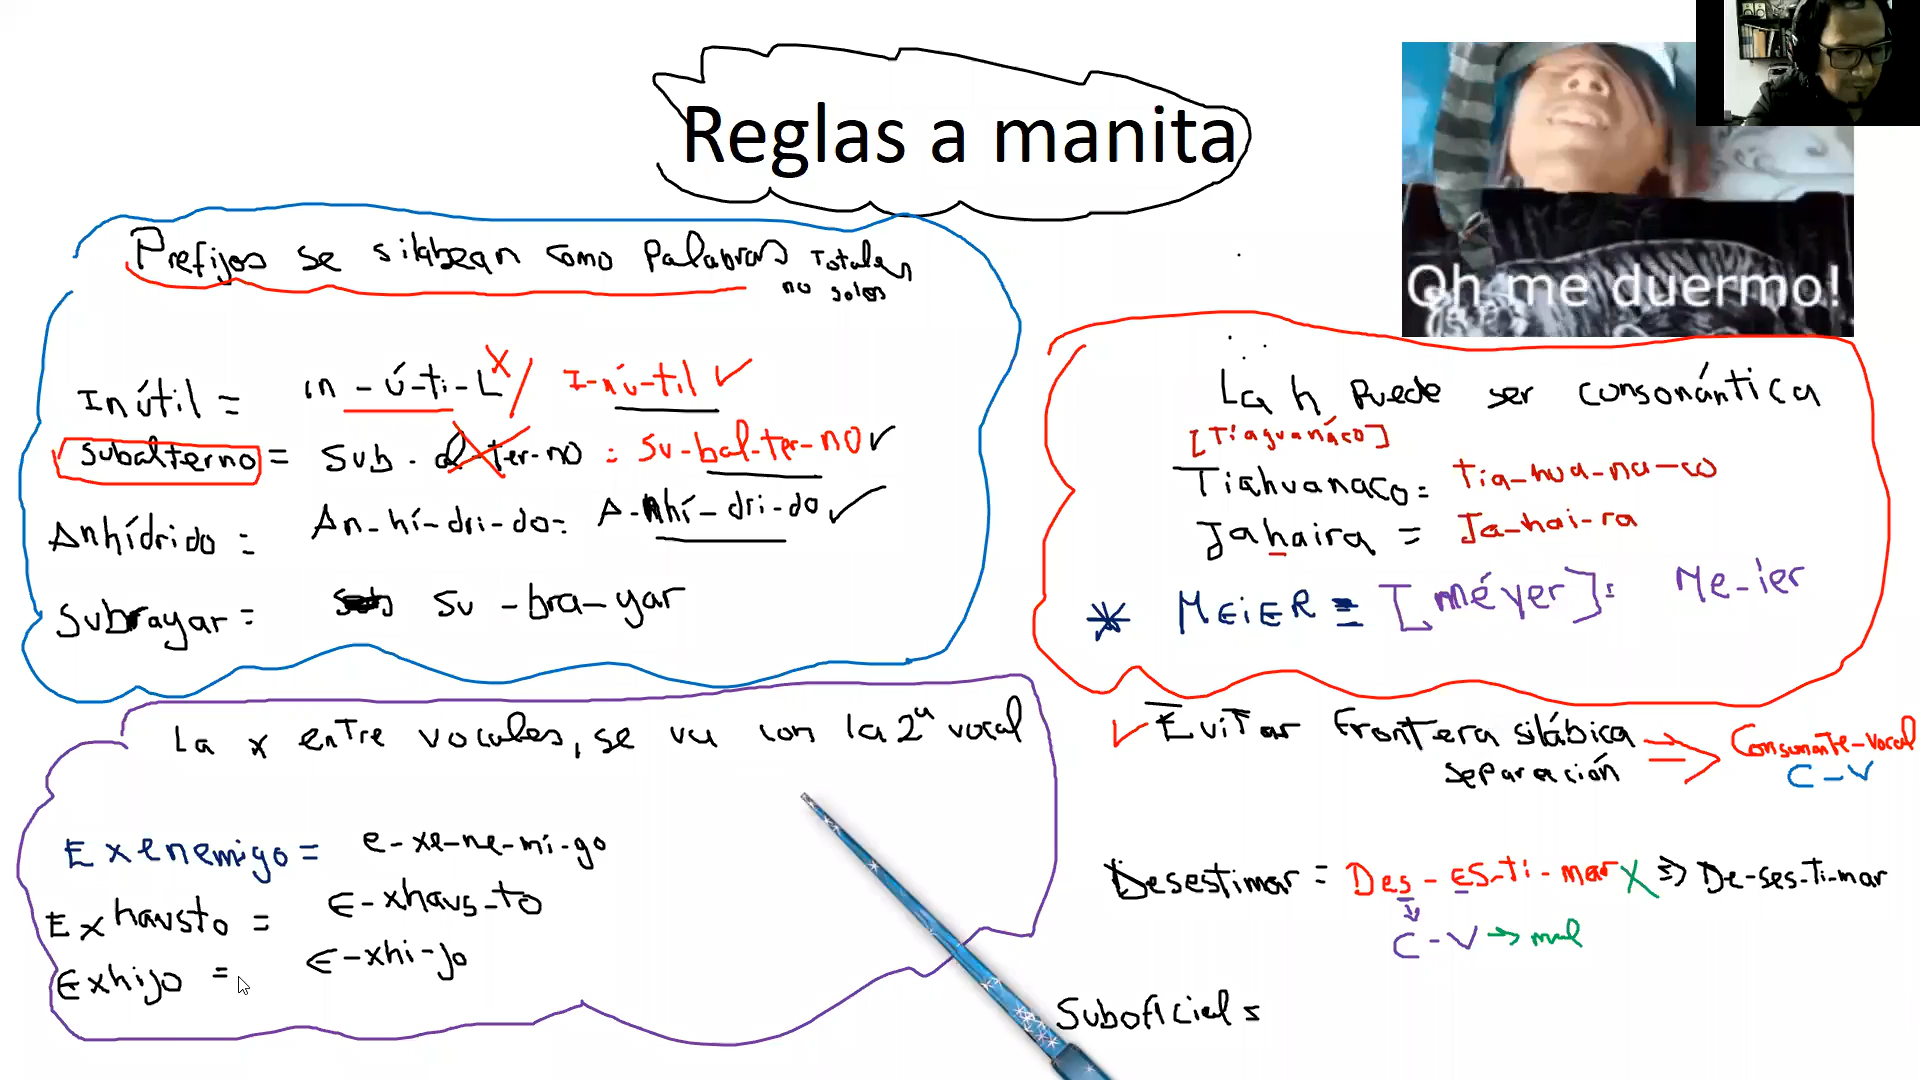 Reglas a manita
Oh me duermo!
Prefijos se silabean como palabras totales
no solos
Inútil = in - ú - ti - L X / I-nú-til ✓
subalterno = sub - al-ter-no = su-bal-ter-no ✓
Anhídrido = An-hí-dri-do = A-nhí-dri-do ✓
Subrayar = su-bra-yar
La h puede ser consonántica
[Tiaguanáco]
Tiahuanaco = Tia-hua-na-co
Jahaira = Ja-hai-ra
* MEiER = [méyer] = Me-ier
La x entre vocales, se va con la 2a vocal
Exenemigo = e-xe-ne-mi-go
Exhausto = E-xhaus-to
Exhijo = E-xhi-jo
✓ Evitar frontera silábica => Consonante-vocal
separación C-V
Desestimar = Des-es-ti-mar X => De-ses-ti-mar
C-V → mal
Suboficial =